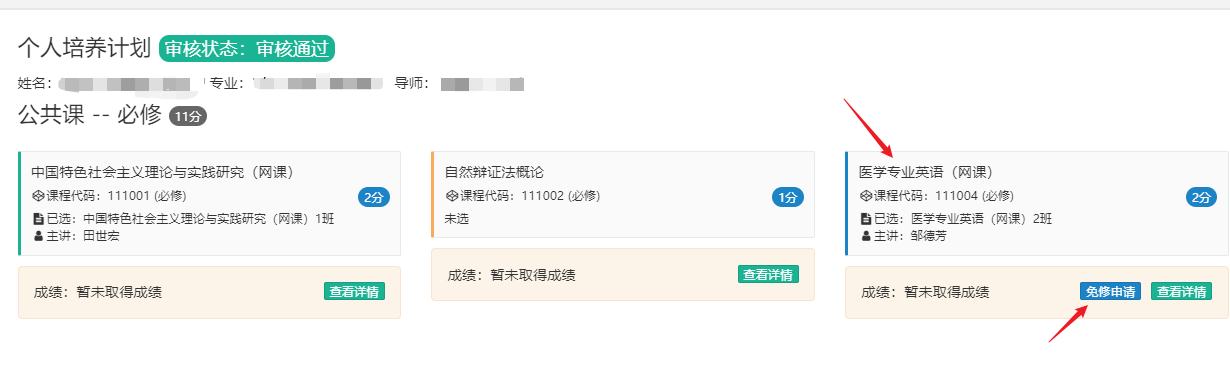 个人培养计划 审核状态：审核通过
姓名： 专业： 导师：
公共课 -- 必修 11分
中国特色社会主义理论与实践研究（网课）
课程代码：111001 (必修)
2分
已选：中国特色社会主义理论与实践研究（网课）1班
主讲：田世宏
成绩：暂未取得成绩 查看详情
自然辩证法概论
课程代码：111002 (必修)
1分
未选
成绩：暂未取得成绩 查看详情
医学专业英语（网课）
课程代码：111004 (必修)
2分
已选：医学专业英语（网课）2班
主讲：邹德芳
成绩：暂未取得成绩 免修申请 查看详情